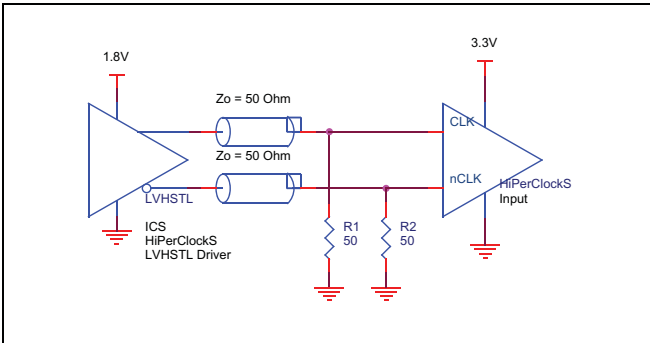 1.8V
3.3V
Zo = 50 Ohm
CLK
Zo = 50 Ohm
nCLK
LVHSTL
HiPerClockS
Input
ICS
HiPerClockS
LVHSTL Driver
R1
50
R2
50